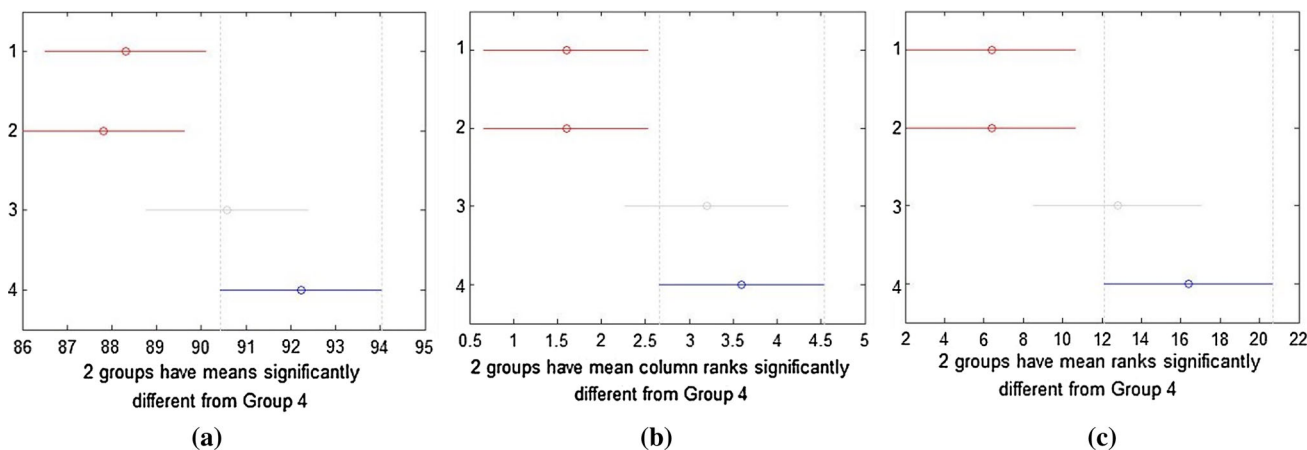 1
2
3
4
86 87 88 89 90 91 92 93 94 95
2 groups have means significantly
different from Group 4
(a)
1
2
3
4
0.5 1 1.5 2 2.5 3 3.5 4 4.5 5
2 groups have mean column ranks significantly
different from Group 4
(b)
1
2
3
4
2 4 6 8 10 12 14 16 18 20 22
2 groups have mean ranks significantly
different from Group 4
(c)